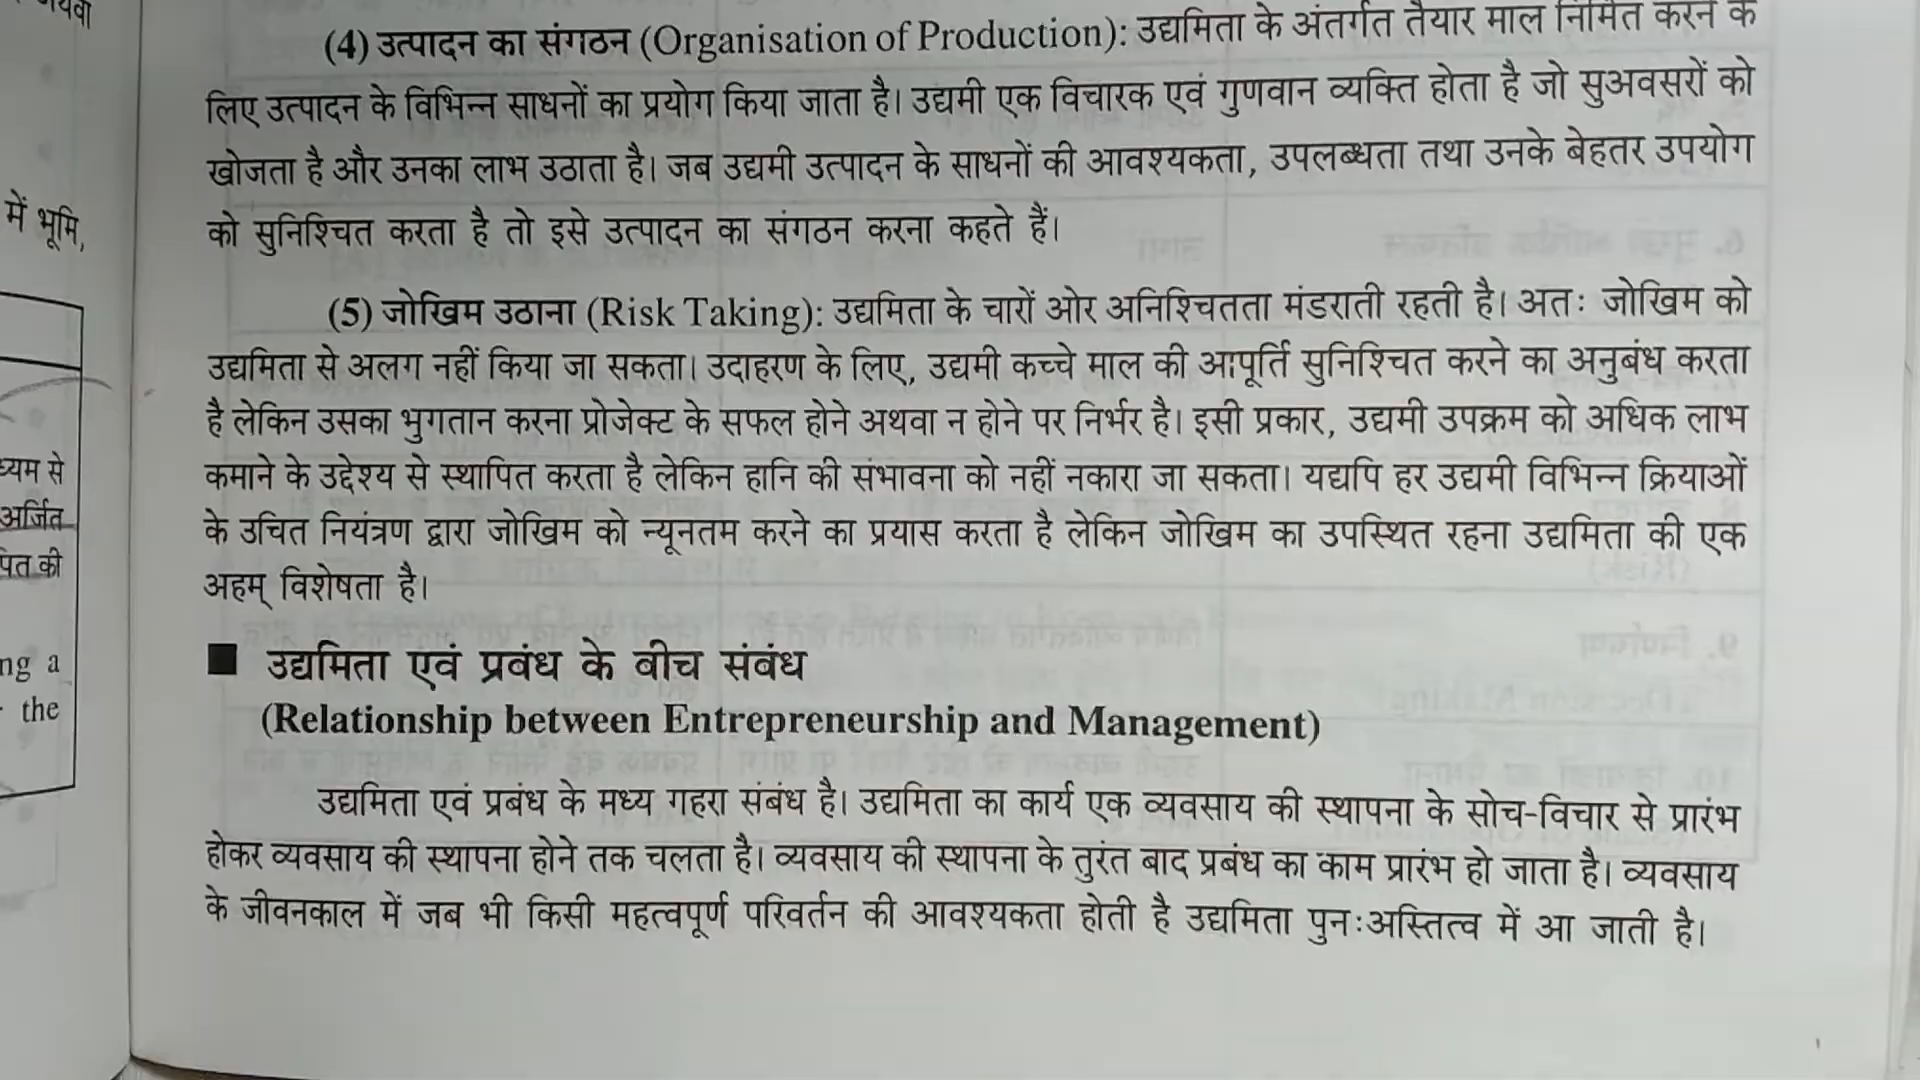 में भूमि,
ध्यम से
अर्जित
पित की
ng a
the
(4) उत्पादन का संगठन (Organisation of Production): उद्यमिता के अंतर्गत तैयार माल निर्मित करने के
लिए उत्पादन के विभिन्न साधनों का प्रयोग किया जाता है। उद्यमी एक विचारक एवं गुणवान व्यक्ति होता है जो सुअवसरों को
खोजता है और उनका लाभ उठाता है। जब उद्यमी उत्पादन के साधनों की आवश्यकता, उपलब्धता तथा उनके बेहतर उपयोग
को सुनिश्चित करता है तो इसे उत्पादन का संगठन करना कहते हैं।
(5) जोखिम उठाना (Risk Taking): उद्यमिता के चारों ओर अनिश्चितता मंडराती रहती है। अतः जोखिम को
उद्यमिता से अलग नहीं किया जा सकता। उदाहरण के लिए, उद्यमी कच्चे माल की आपूर्ति सुनिश्चित करने का अनुबंध करता
है लेकिन उसका भुगतान करना प्रोजेक्ट के सफल होने अथवा न होने पर निर्भर है। इसी प्रकार, उद्यमी उपक्रम को अधिक लाभ
कमाने के उद्देश्य से स्थापित करता है लेकिन हानि की संभावना को नहीं नकारा जा सकता। यद्यपि हर उद्यमी विभिन्न क्रियाओं
के उचित नियंत्रण द्वारा जोखिम को न्यूनतम करने का प्रयास करता है लेकिन जोखिम का उपस्थित रहना उद्यमिता की एक
अहम् विशेषता है।
■ उद्यमिता एवं प्रबंध के बीच संबंध
(Relationship between Entrepreneurship and Management)
उद्यमिता एवं प्रबंध के मध्य गहरा संबंध है। उद्यमिता का कार्य एक व्यवसाय की स्थापना के सोच-विचार से प्रारंभ
होकर व्यवसाय की स्थापना होने तक चलता है। व्यवसाय की स्थापना के तुरंत बाद प्रबंध का काम प्रारंभ हो जाता है। व्यवसाय
के जीवनकाल में जब भी किसी महत्वपूर्ण परिवर्तन की आवश्यकता होती है उद्यमिता पुनःअस्तित्व में आ जाती है।